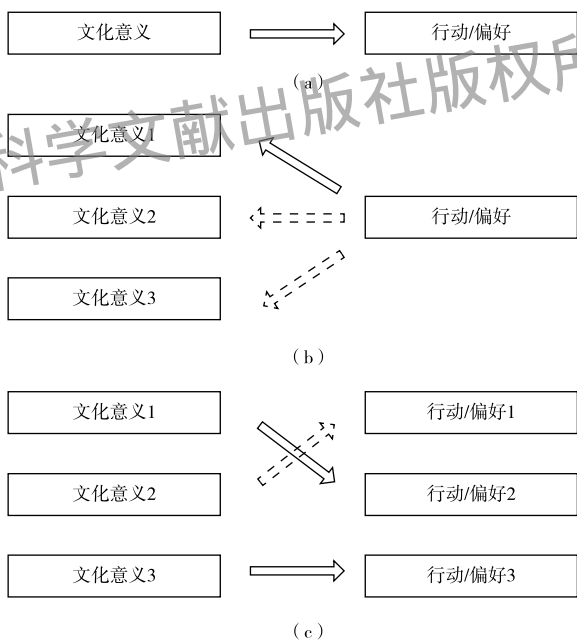 文化意义 行动/偏好
（a）
科学文献出版社版权所
文化意义1
文化意义2 行动/偏好
文化意义3
（b）
文化意义1 行动/偏好1
文化意义2 行动/偏好2
文化意义3 行动/偏好3
（c）